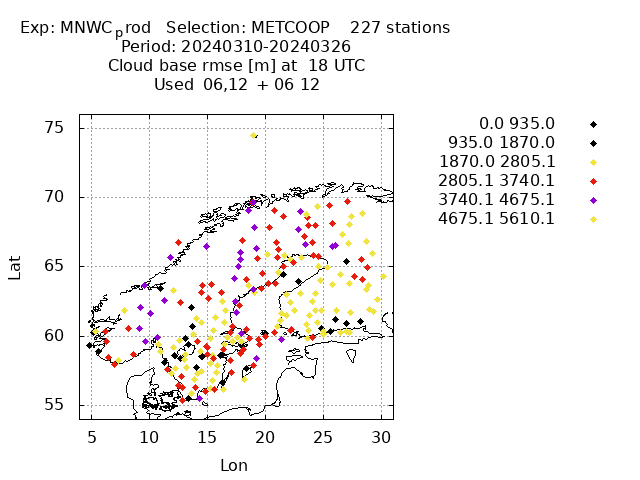 Exp: MNWCprod   Selection: METCOOP    227 stations
Period: 20240310-20240326
Cloud base rmse [m] at  18 UTC
Used  06,12  + 06 12
0.0 935.0
935.0 1870.0
1870.0 2805.1
2805.1 3740.1
3740.1 4675.1
4675.1 5610.1
75
70
65
60
55
Lat
5 10 15 20 25 30
Lon